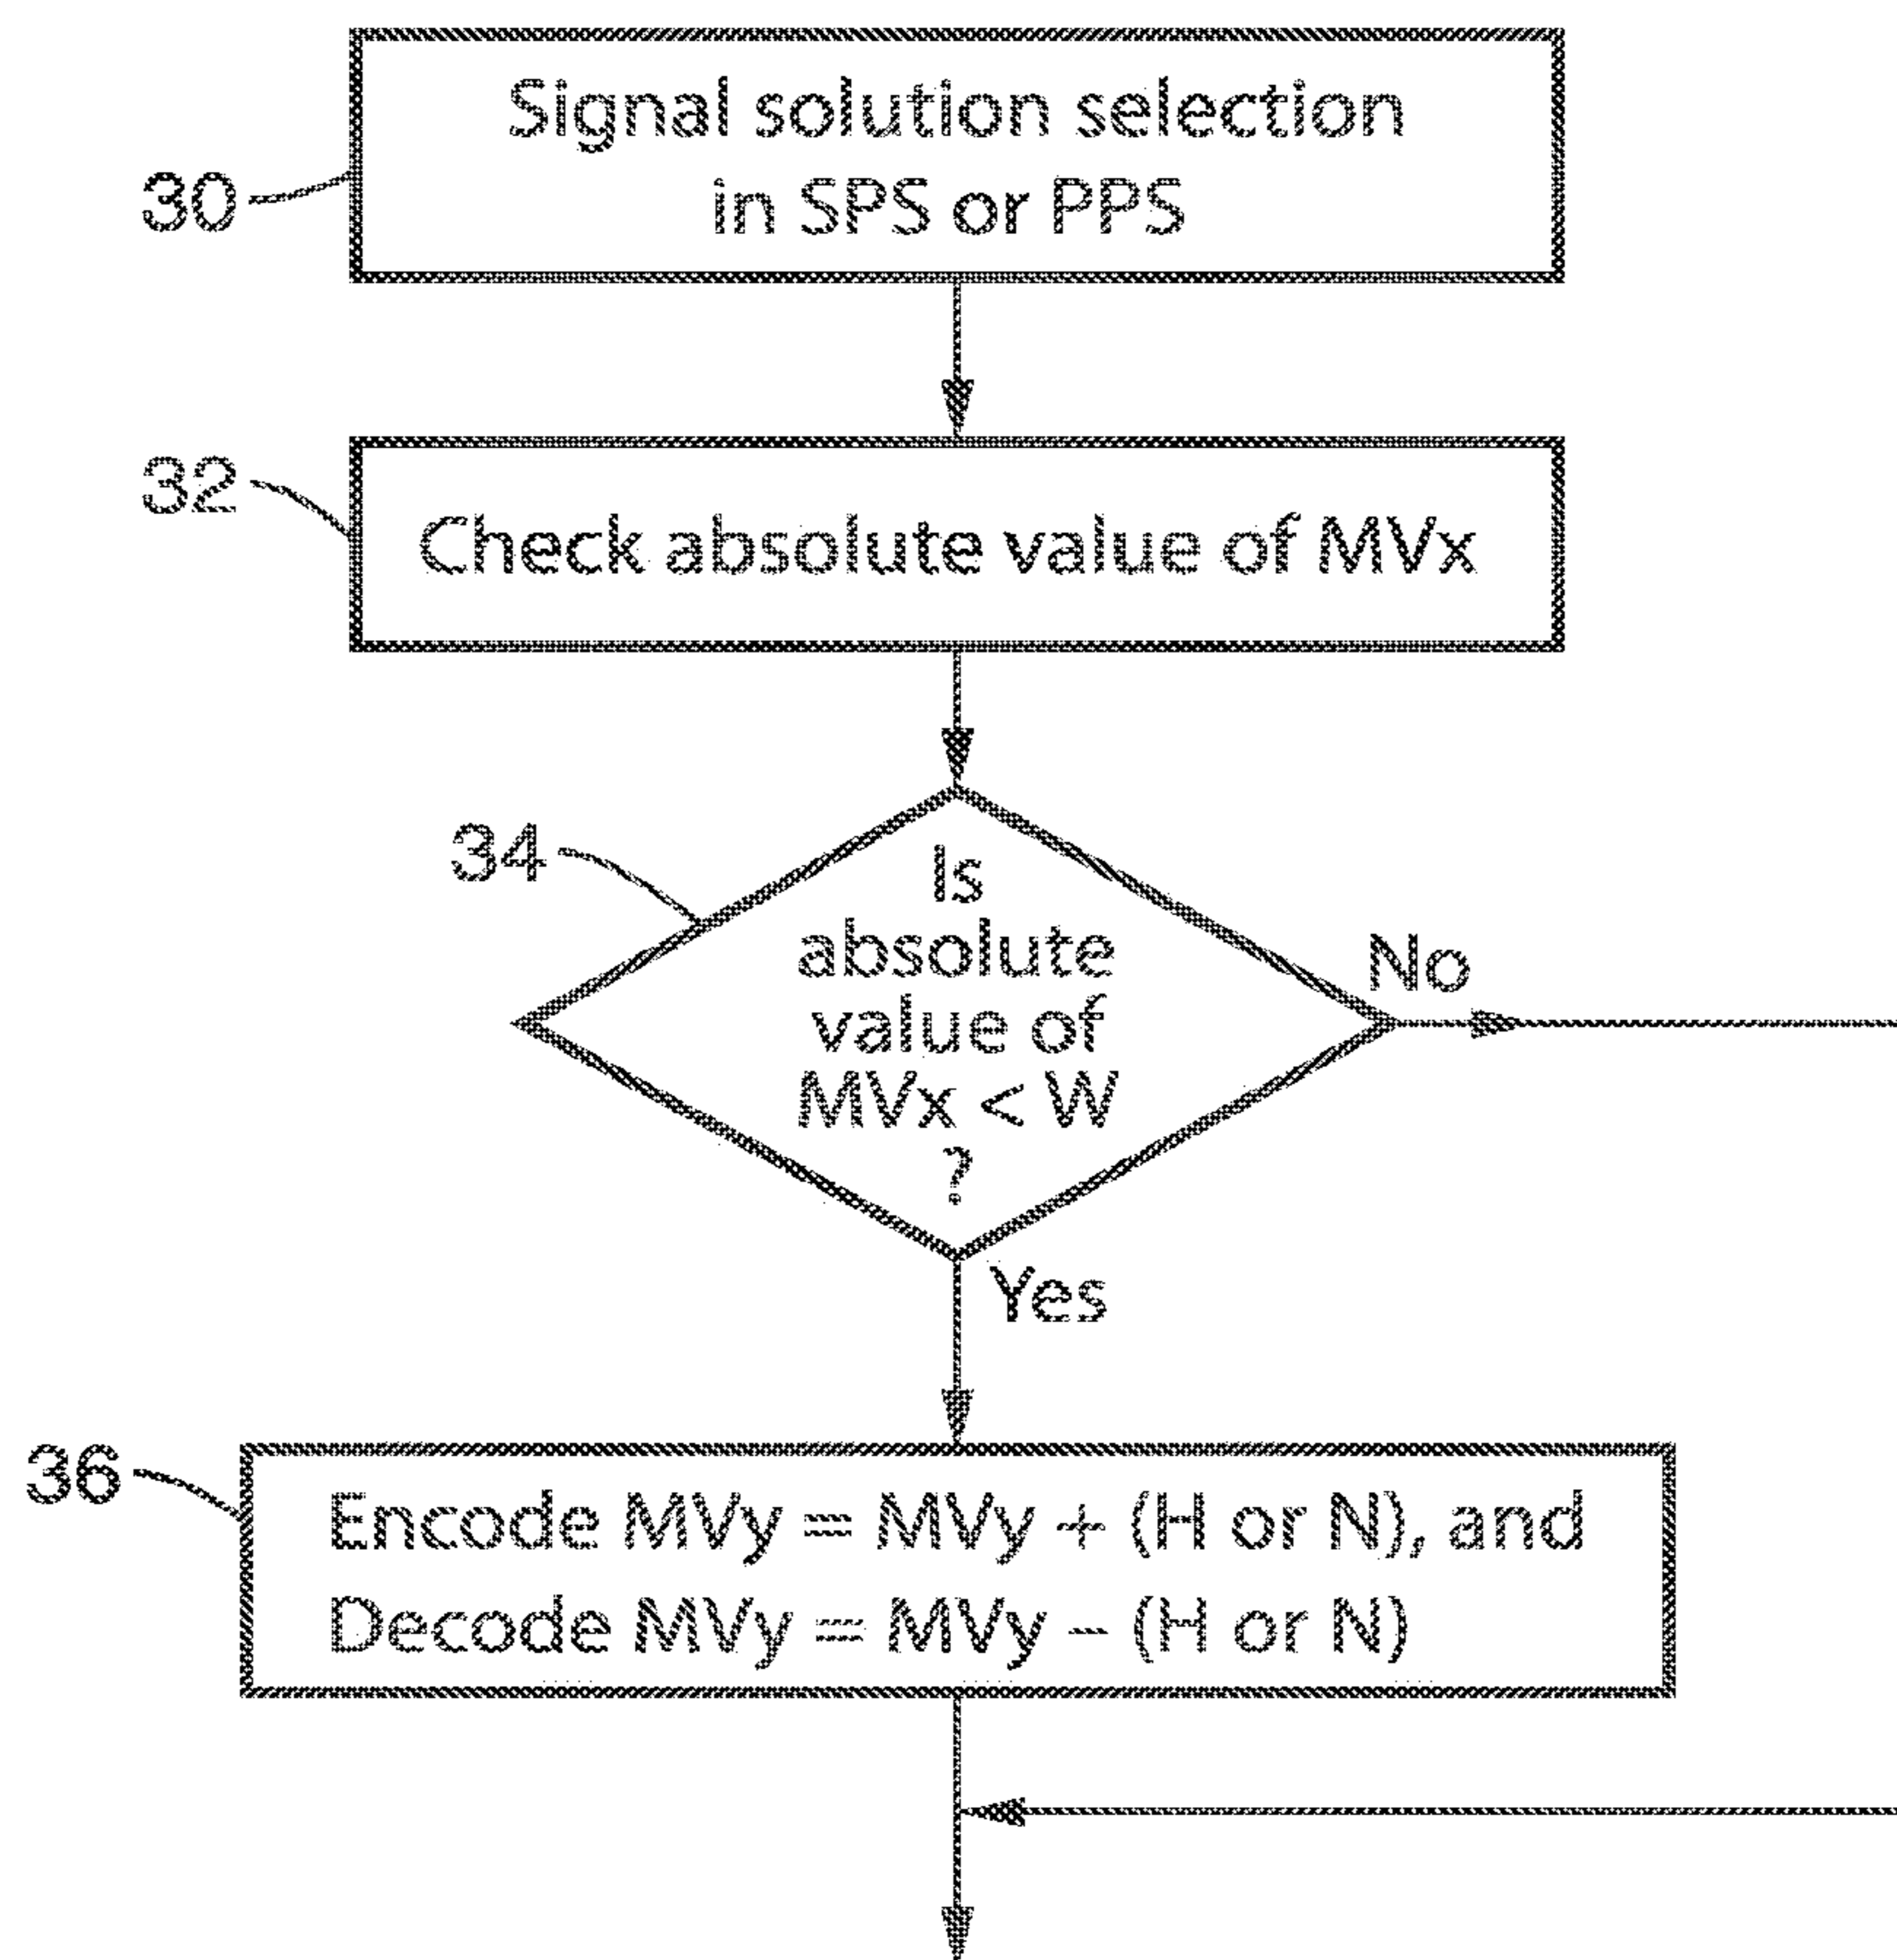 Signal solution selection
in SPS or PPS
30
32
Check absolute value of MVx
34
Is
absolute
value of
MVx < W
?
No
Yes
36
Encode MVy = MVy + (H or N), and
Decode MVy = MVy – (H or N)